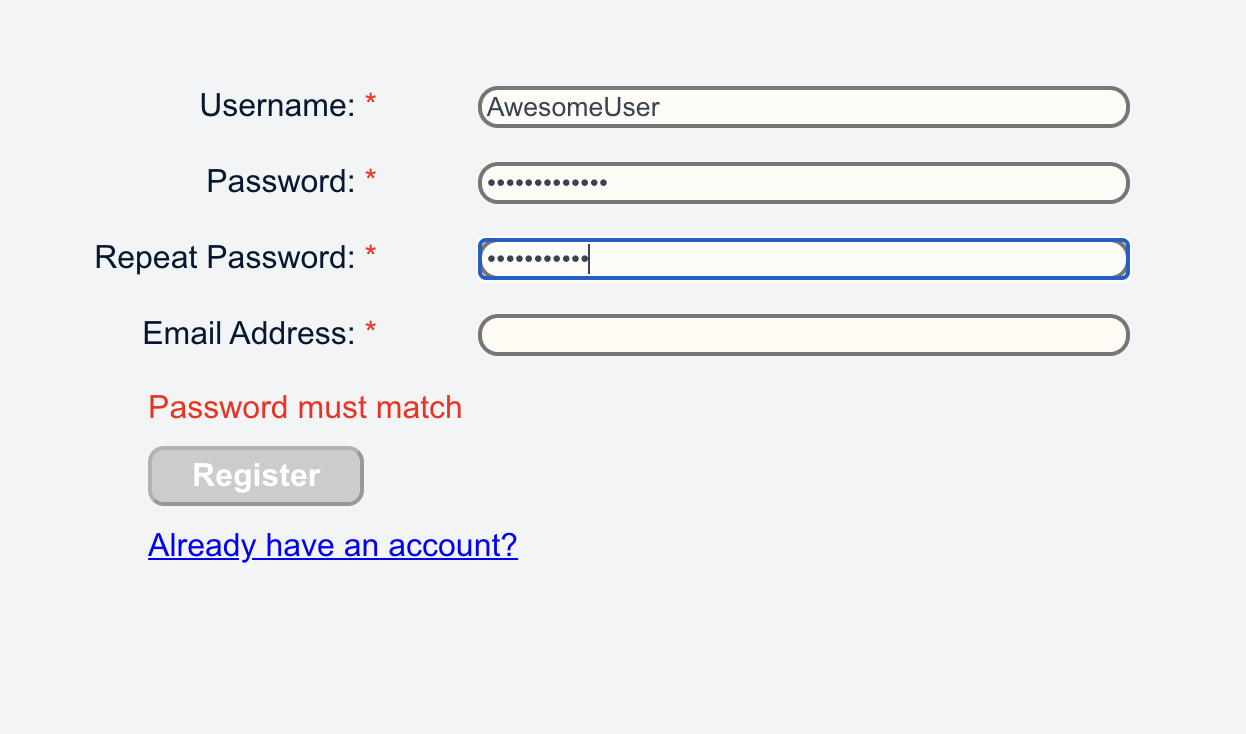 Username: * AwesomeUser
Password: * •••••••••••••
Repeat Password: * •••••••••••
Email Address: *
Password must match
Register
Already have an account?